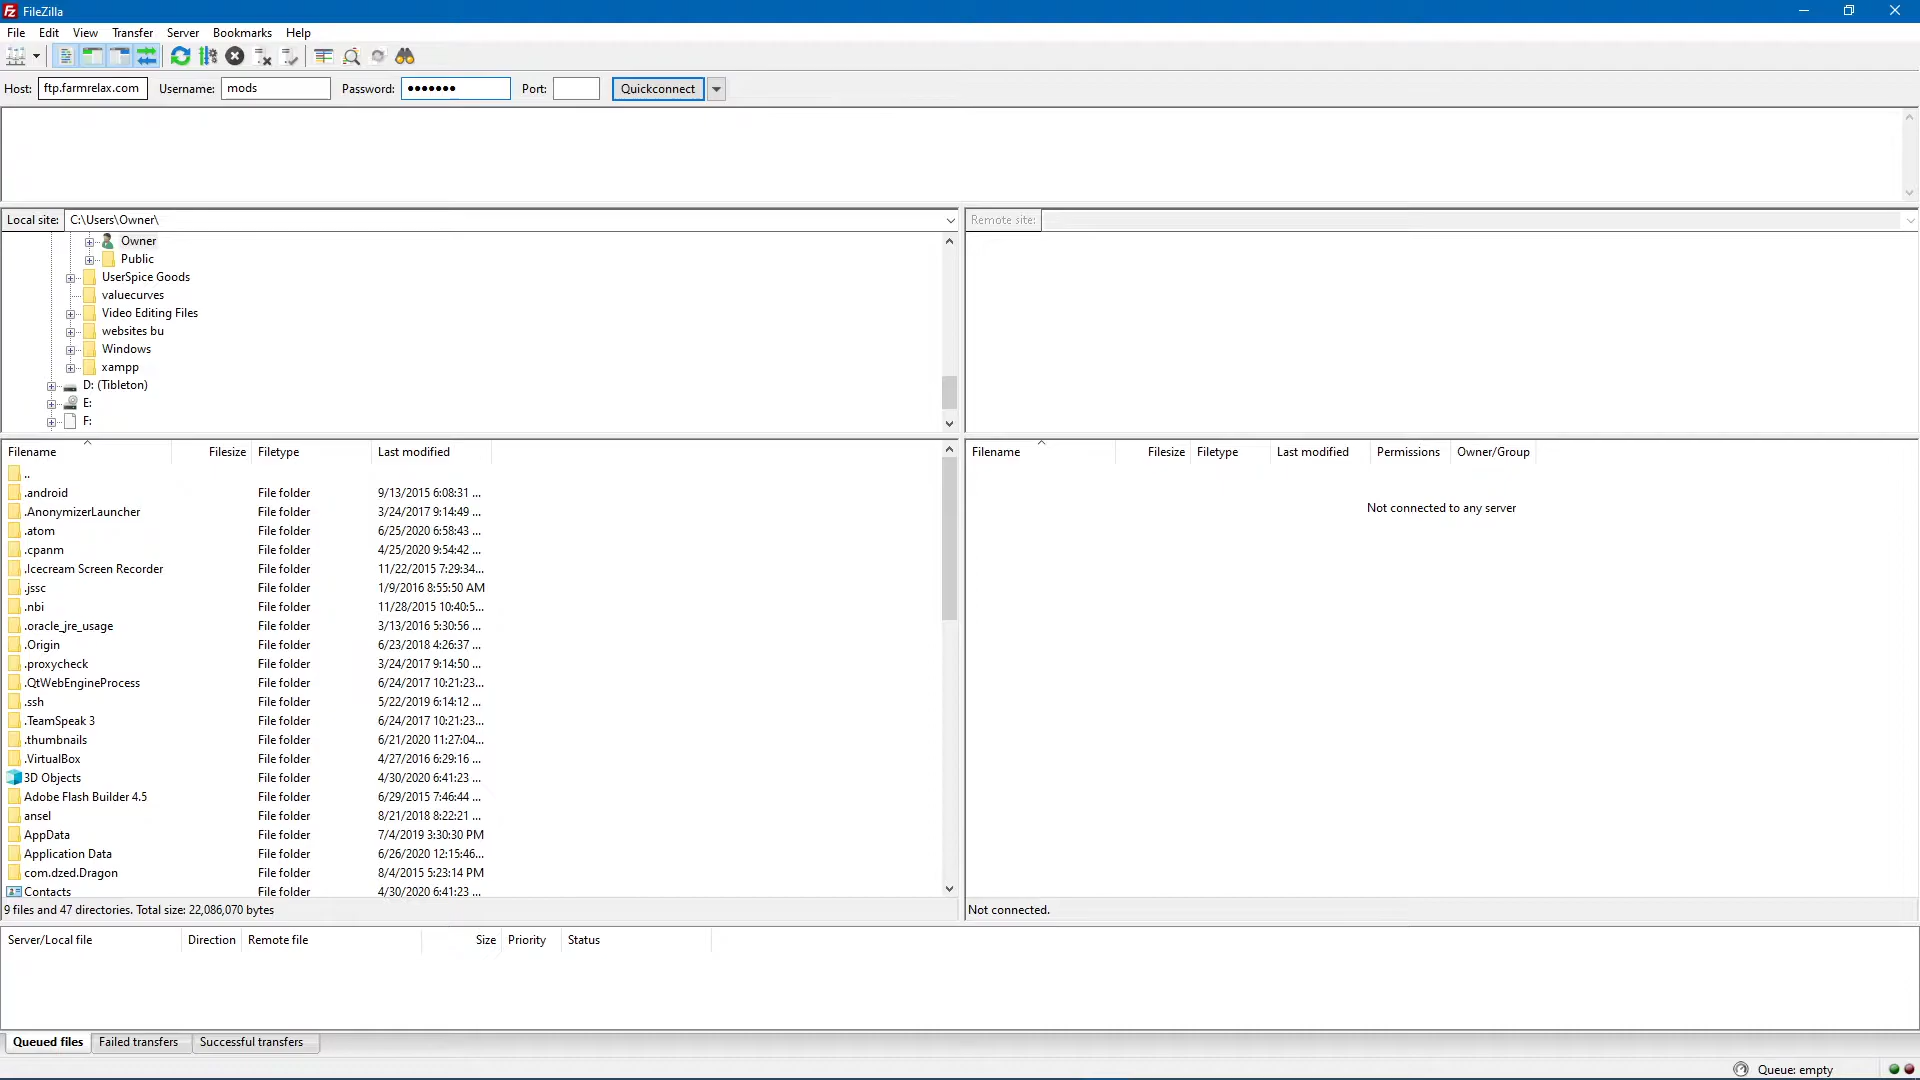 FileZilla
File Edit View Transfer Server Bookmarks Help
Host: ftp.farmrelax.com Username: mods Password: ●●●●●●● Port: Quickconnect
Local site: C:\Users\Owner\
Remote site:
Owner
Public
UserSpice Goods
valuecurves
Video Editing Files
websites bu
Windows
xampp
D: (Tibleton)
E:
F:
Filename Filesize Filetype Last modified
..
.android File folder 9/13/2015 6:08:31 ...
.AnonymizerLauncher File folder 3/24/2017 9:14:49 ...
.atom File folder 6/25/2020 6:58:43 ...
.cpanm File folder 4/25/2020 9:54:42 ...
.Icecream Screen Recorder File folder 11/22/2015 7:29:34...
.jssc File folder 1/9/2016 8:55:50 AM
.nbi File folder 11/28/2015 10:40:5...
.oracle_jre_usage File folder 3/13/2016 5:30:56 ...
.Origin File folder 6/23/2018 4:26:37 ...
.proxycheck File folder 3/24/2017 9:14:50 ...
.QtWebEngineProcess File folder 6/24/2017 10:21:23...
.ssh File folder 5/22/2019 6:14:12 ...
.TeamSpeak 3 File folder 6/24/2017 10:21:23...
.thumbnails File folder 6/21/2020 11:27:04...
.VirtualBox File folder 4/27/2016 6:29:16 ...
3D Objects File folder 4/30/2020 6:41:23 ...
Adobe Flash Builder 4.5 File folder 6/29/2015 7:46:44 ...
ansel File folder 8/21/2018 8:22:21 ...
AppData File folder 7/4/2019 3:30:30 PM
Application Data File folder 6/26/2020 12:15:46...
com.dzed.Dragon File folder 8/4/2015 5:23:14 PM
Contacts File folder 4/30/2020 6:41:23 ...
9 files and 47 directories. Total size: 22,086,070 bytes
Filename Filesize Filetype Last modified Permissions Owner/Group
Not connected to any server
Not connected.
Server/Local file Direction Remote file Size Priority Status
Queued files Failed transfers Successful transfers
Queue: empty